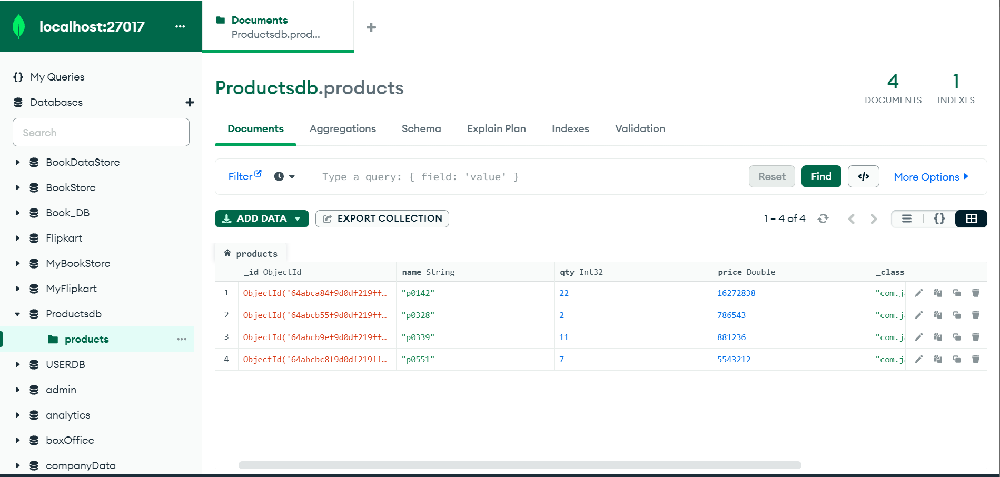 localhost:27017
Documents
Productsdb.prod...
My Queries
Databases
Search
BookDataStore
BookStore
Book_DB
Flipkart
MyBookStore
MyFlipkart
Productsdb
products
USERDB
admin
analytics
boxOffice
companyData
Productsdb.products
4
DOCUMENTS
1
INDEXES
Documents Aggregations Schema Explain Plan Indexes Validation
Filter Type a query: { field: 'value' } Reset Find </> More Options
ADD DATA EXPORT COLLECTION 1 – 4 of 4 {}
products
_id ObjectId name String qty Int32 price Double _class
1 ObjectId('64abca84f9d0df219ff… "p0142" 22 16272838 "com.ja
2 ObjectId('64abcb55f9d0df219ff… "p0328" 2 786543 "com.ja
3 ObjectId('64abcb9ef9d0df219ff… "p0339" 11 881236 "com.ja
4 ObjectId('64abcbc8f9d0df219ff… "p0551" 7 5543212 "com.ja